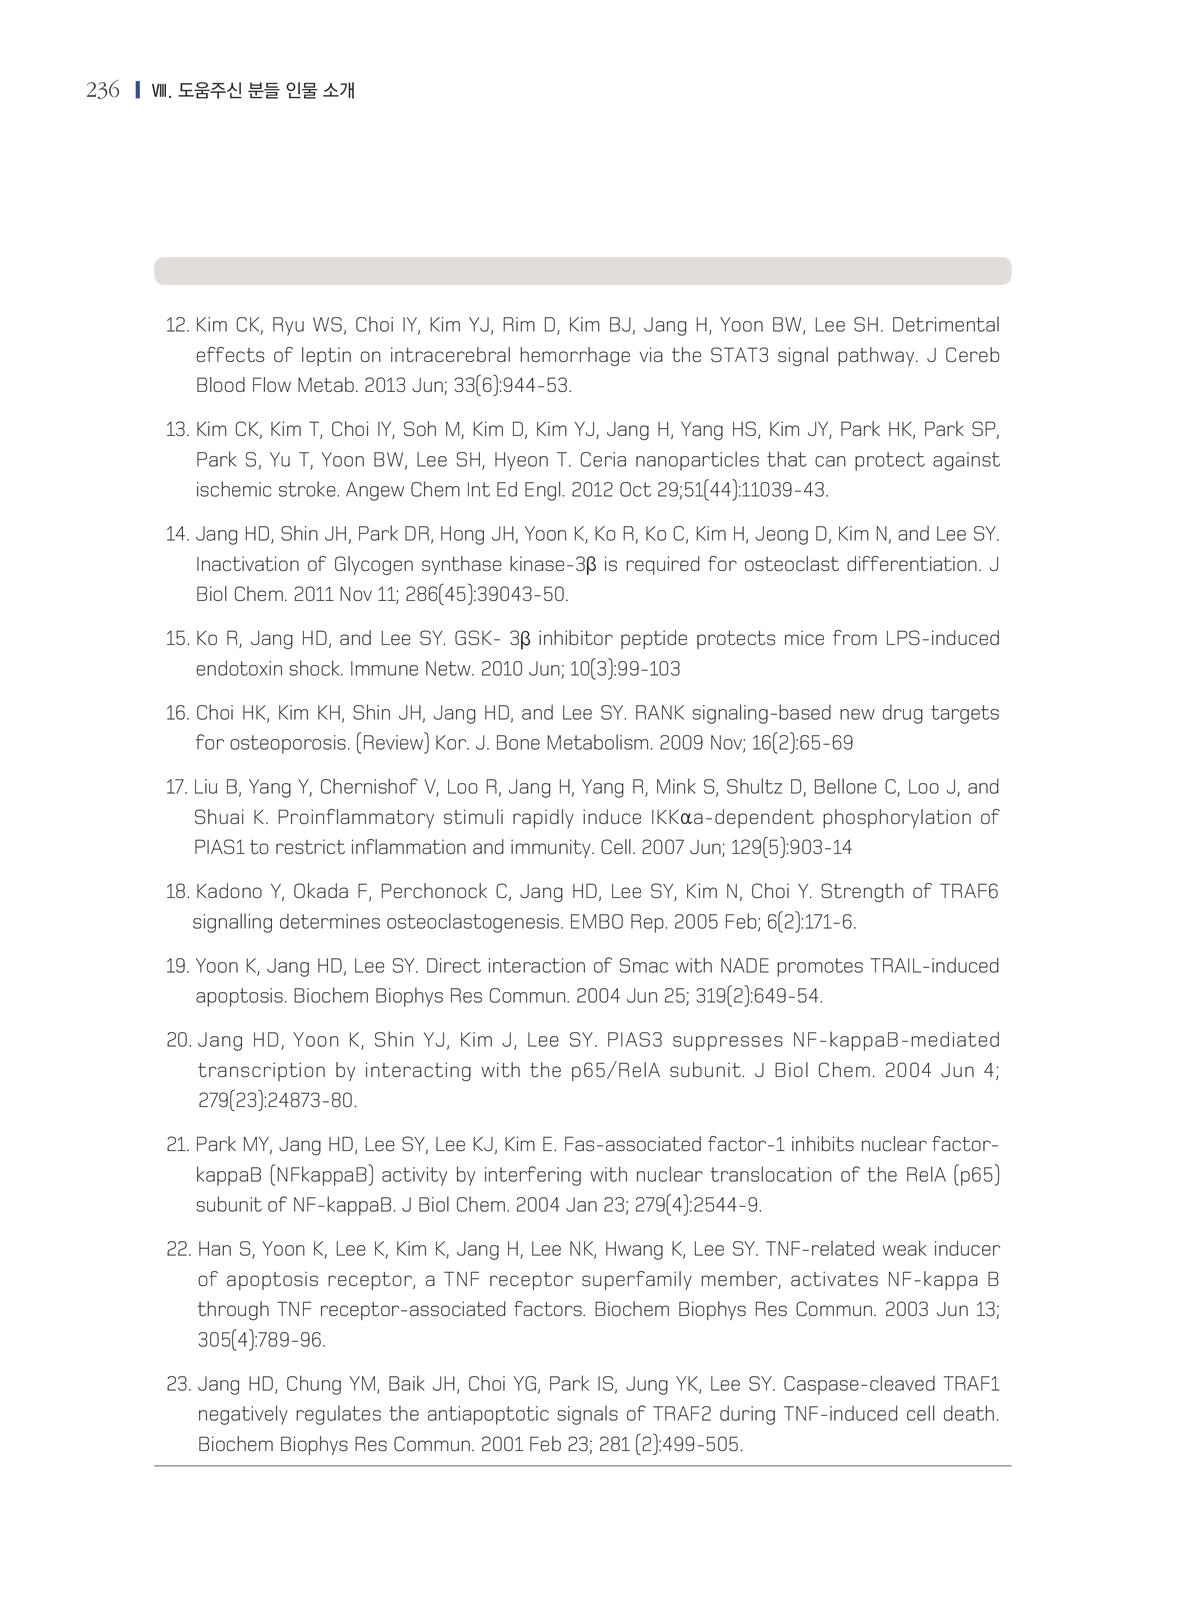 236 Ⅷ. 도움주신 분들 인물 소개
12. Kim CK, Ryu WS, Choi IY, Kim YJ, Rim D, Kim BJ, Jang H, Yoon BW, Lee SH. Detrimental
effects of leptin on intracerebral hemorrhage via the STAT3 signal pathway. J Cereb
Blood Flow Metab. 2013 Jun; 33(6):944-53.
13. Kim CK, Kim T, Choi IY, Soh M, Kim D, Kim YJ, Jang H, Yang HS, Kim JY, Park HK, Park SP,
Park S, Yu T, Yoon BW, Lee SH, Hyeon T. Ceria nanoparticles that can protect against
ischemic stroke. Angew Chem Int Ed Engl. 2012 Oct 29;51(44):11039-43.
14. Jang HD, Shin JH, Park DR, Hong JH, Yoon K, Ko R, Ko C, Kim H, Jeong D, Kim N, and Lee SY.
Inactivation of Glycogen synthase kinase-3β is required for osteoclast differentiation. J
Biol Chem. 2011 Nov 11; 286(45):39043-50.
15. Ko R, Jang HD, and Lee SY. GSK- 3β inhibitor peptide protects mice from LPS-induced
endotoxin shock. Immune Netw. 2010 Jun; 10(3):99-103
16. Choi HK, Kim KH, Shin JH, Jang HD, and Lee SY. RANK signaling-based new drug targets
for osteoporosis. (Review) Kor. J. Bone Metabolism. 2009 Nov; 16(2):65-69
17. Liu B, Yang Y, Chernishof V, Loo R, Jang H, Yang R, Mink S, Shultz D, Bellone C, Loo J, and
Shuai K. Proinflammatory stimuli rapidly induce IKKαa-dependent phosphorylation of
PIAS1 to restrict inflammation and immunity. Cell. 2007 Jun; 129(5):903-14
18. Kadono Y, Okada F, Perchonock C, Jang HD, Lee SY, Kim N, Choi Y. Strength of TRAF6
signalling determines osteoclastogenesis. EMBO Rep. 2005 Feb; 6(2):171-6.
19. Yoon K, Jang HD, Lee SY. Direct interaction of Smac with NADE promotes TRAIL-induced
apoptosis. Biochem Biophys Res Commun. 2004 Jun 25; 319(2):649-54.
20. Jang HD, Yoon K, Shin YJ, Kim J, Lee SY. PIAS3 suppresses NF-kappaB-mediated
transcription by interacting with the p65/RelA subunit. J Biol Chem. 2004 Jun 4;
279(23):24873-80.
21. Park MY, Jang HD, Lee SY, Lee KJ, Kim E. Fas-associated factor-1 inhibits nuclear factor-
kappaB (NFkappaB) activity by interfering with nuclear translocation of the RelA (p65)
subunit of NF-kappaB. J Biol Chem. 2004 Jan 23; 279(4):2544-9.
22. Han S, Yoon K, Lee K, Kim K, Jang H, Lee NK, Hwang K, Lee SY. TNF-related weak inducer
of apoptosis receptor, a TNF receptor superfamily member, activates NF-kappa B
through TNF receptor-associated factors. Biochem Biophys Res Commun. 2003 Jun 13;
305(4):789-96.
23. Jang HD, Chung YM, Baik JH, Choi YG, Park IS, Jung YK, Lee SY. Caspase-cleaved TRAF1
negatively regulates the antiapoptotic signals of TRAF2 during TNF-induced cell death.
Biochem Biophys Res Commun. 2001 Feb 23; 281 (2):499-505.